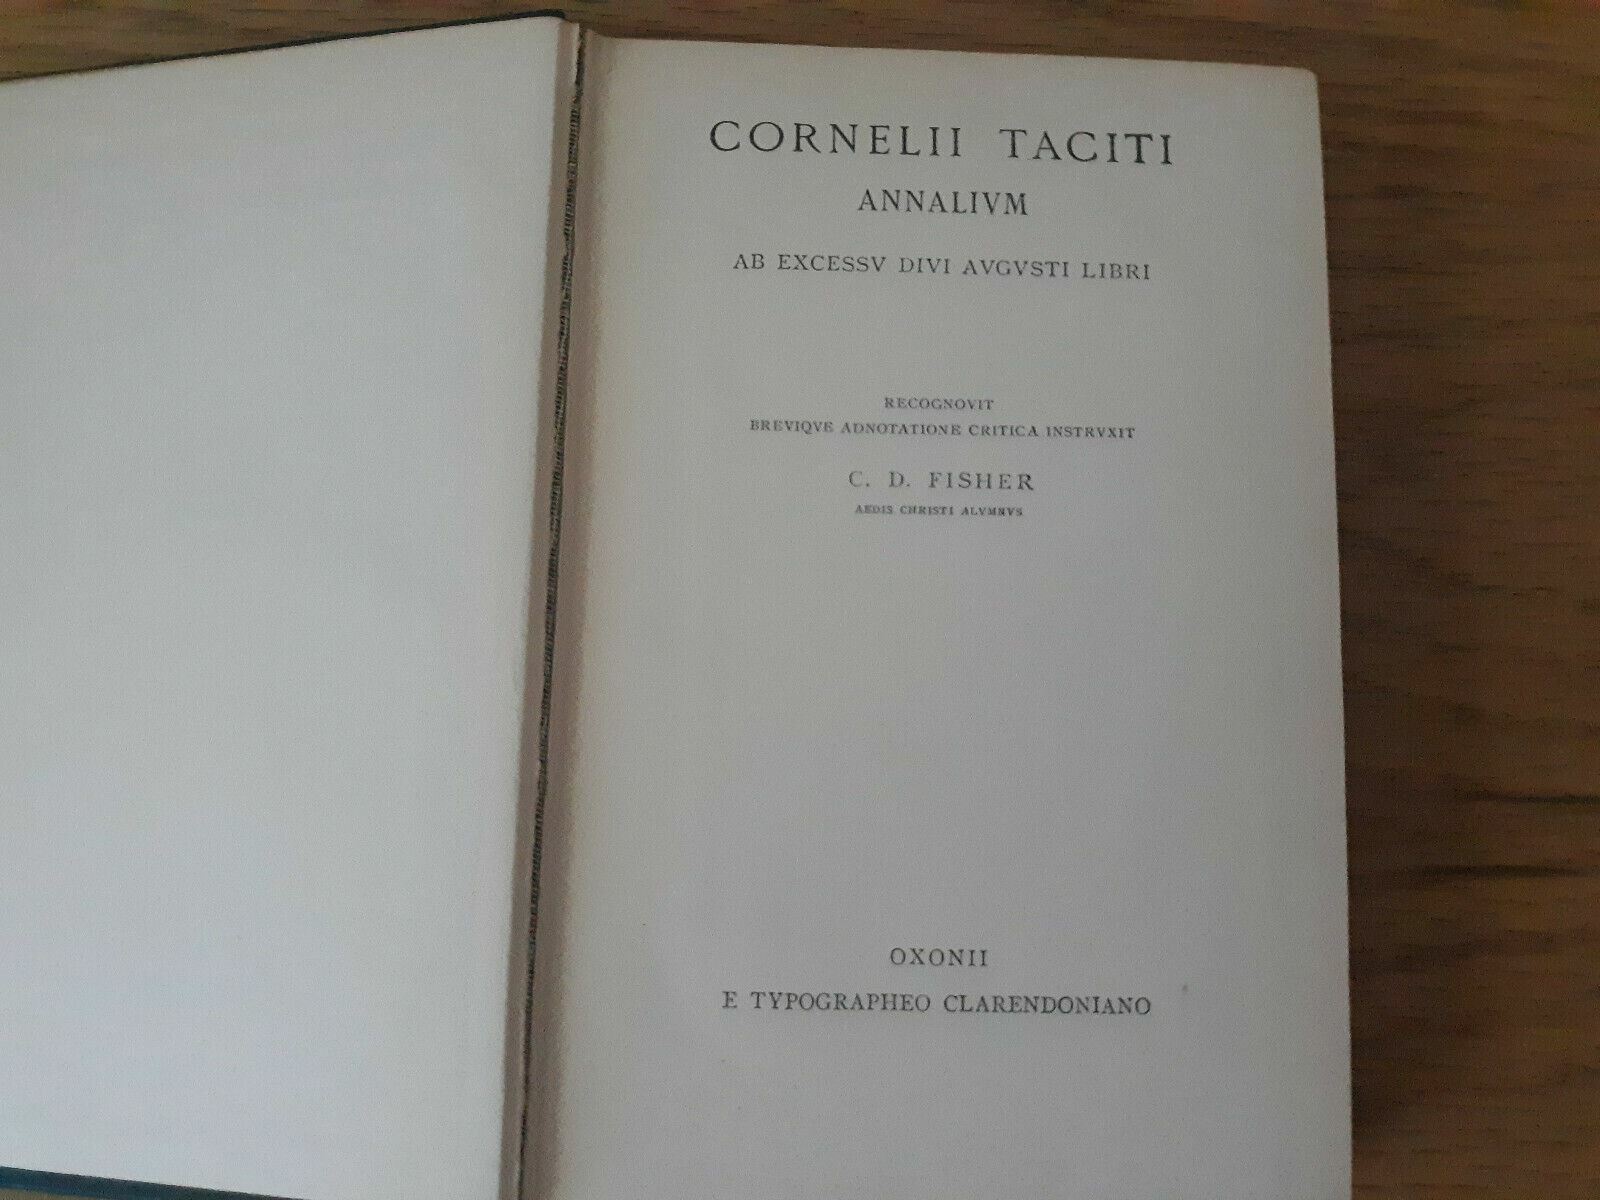 CORNELII TACITI
ANNALIVM
AB EXCESSV DIVI AVGVSTI LIBRI
RECOGNOVIT
BREVIQVE ADNOTATIONE CRITICA INSTRVXIT
C. D. FISHER
AEDIS CHRISTI ALVMNVS
OXONII
E TYPOGRAPHEO CLARENDONIANO